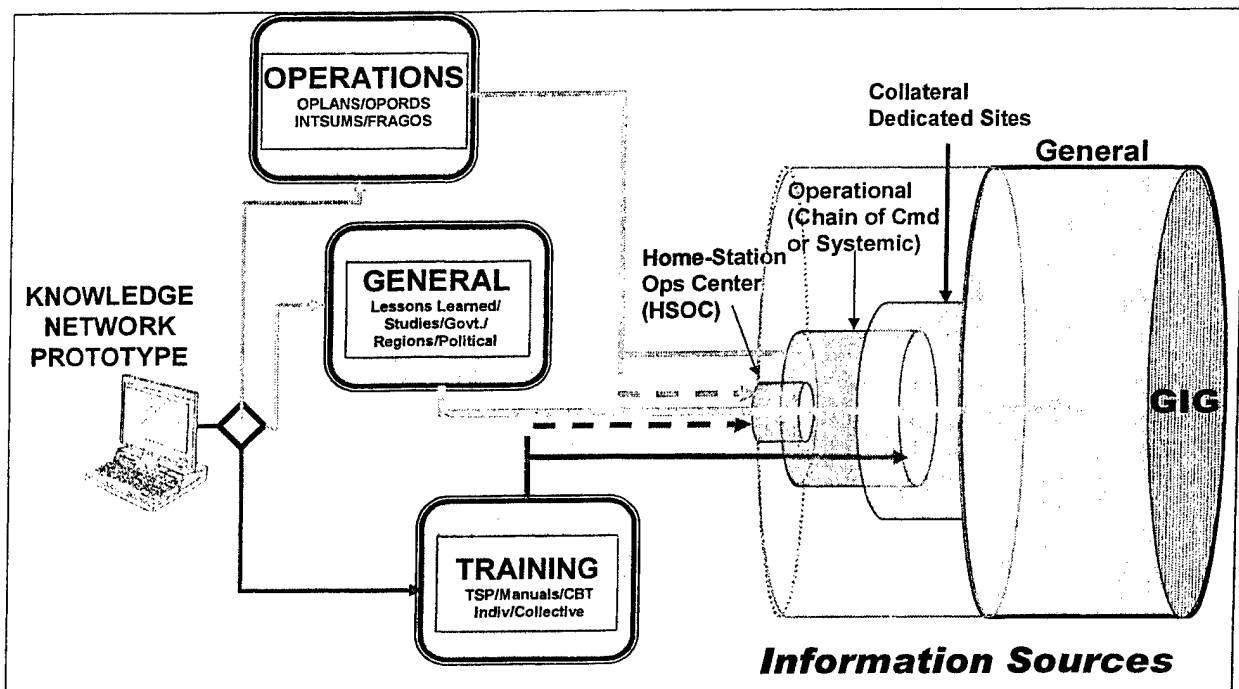 OPERATIONS
OPLANS/OPORDS
INTSUMS/FRAGOS
GENERAL
Lessons Learned/
Studies/Govt./
Regions/Political
KNOWLEDGE
NETWORK
PROTOTYPE
TRAINING
TSP/Manuals/CBT
Indiv/Collective
Home-Station
Ops Center
(HSOC)
Operational
(Chain of Cmd
or Systemic)
Collateral
Dedicated Sites
General
GIG
Information Sources